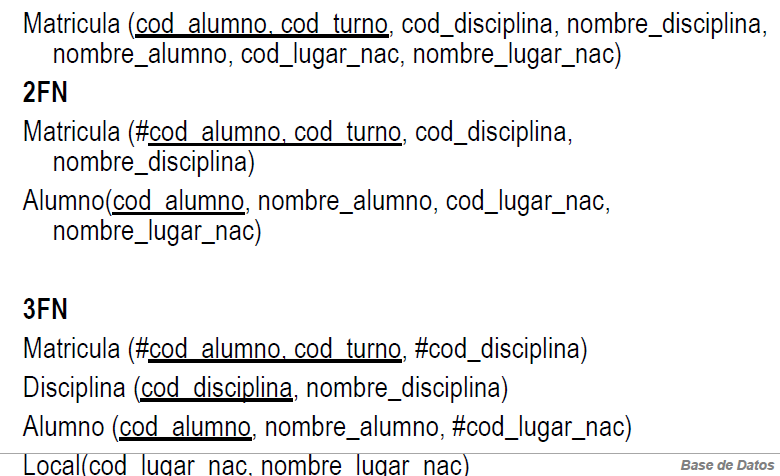 Matricula (cod_alumno, cod_turno, cod_disciplina, nombre_disciplina,
nombre_alumno, cod_lugar_nac, nombre_lugar_nac)
2FN
Matricula (#cod_alumno, cod_turno, cod_disciplina,
nombre_disciplina)
Alumno(cod_alumno, nombre_alumno, cod_lugar_nac,
nombre_lugar_nac)
3FN
Matricula (#cod_alumno, cod_turno, #cod_disciplina)
Disciplina (cod_disciplina, nombre_disciplina)
Alumno (cod_alumno, nombre_alumno, #cod_lugar_nac)
Local(cod_lugar_nac, nombre_lugar_nac)
Base de Datos